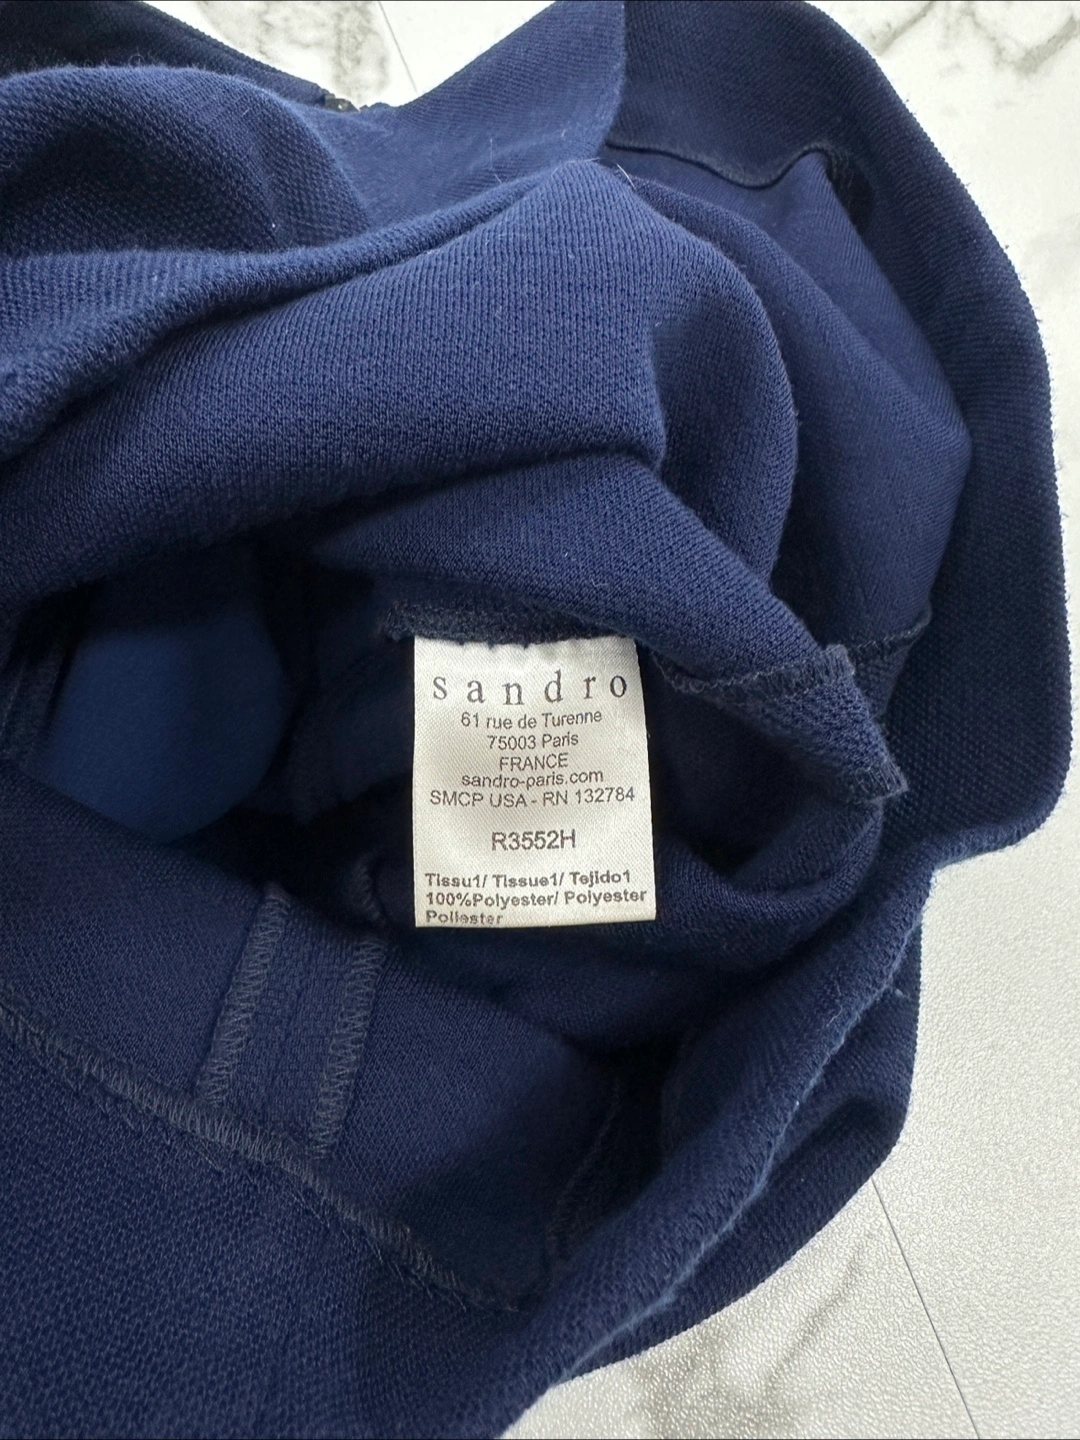 sandro
61 rue de Turenne
75003 Paris
FRANCE
sandro-paris.com
SMCP USA - RN 132784
R3552H
Tissu1/ Tissue1/ Tejido1
100%Polyester/ Polyester
Poliester